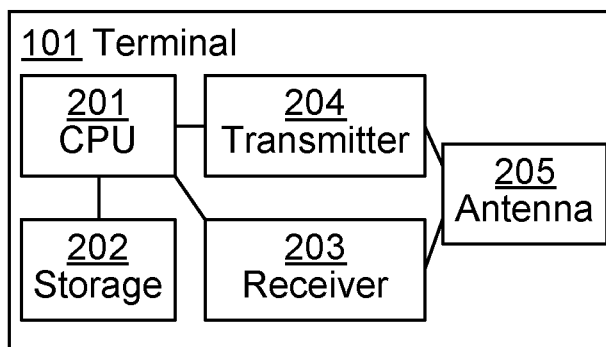 101 Terminal
201
CPU
204
Transmitter
205
Antenna
202
Storage
203
Receiver